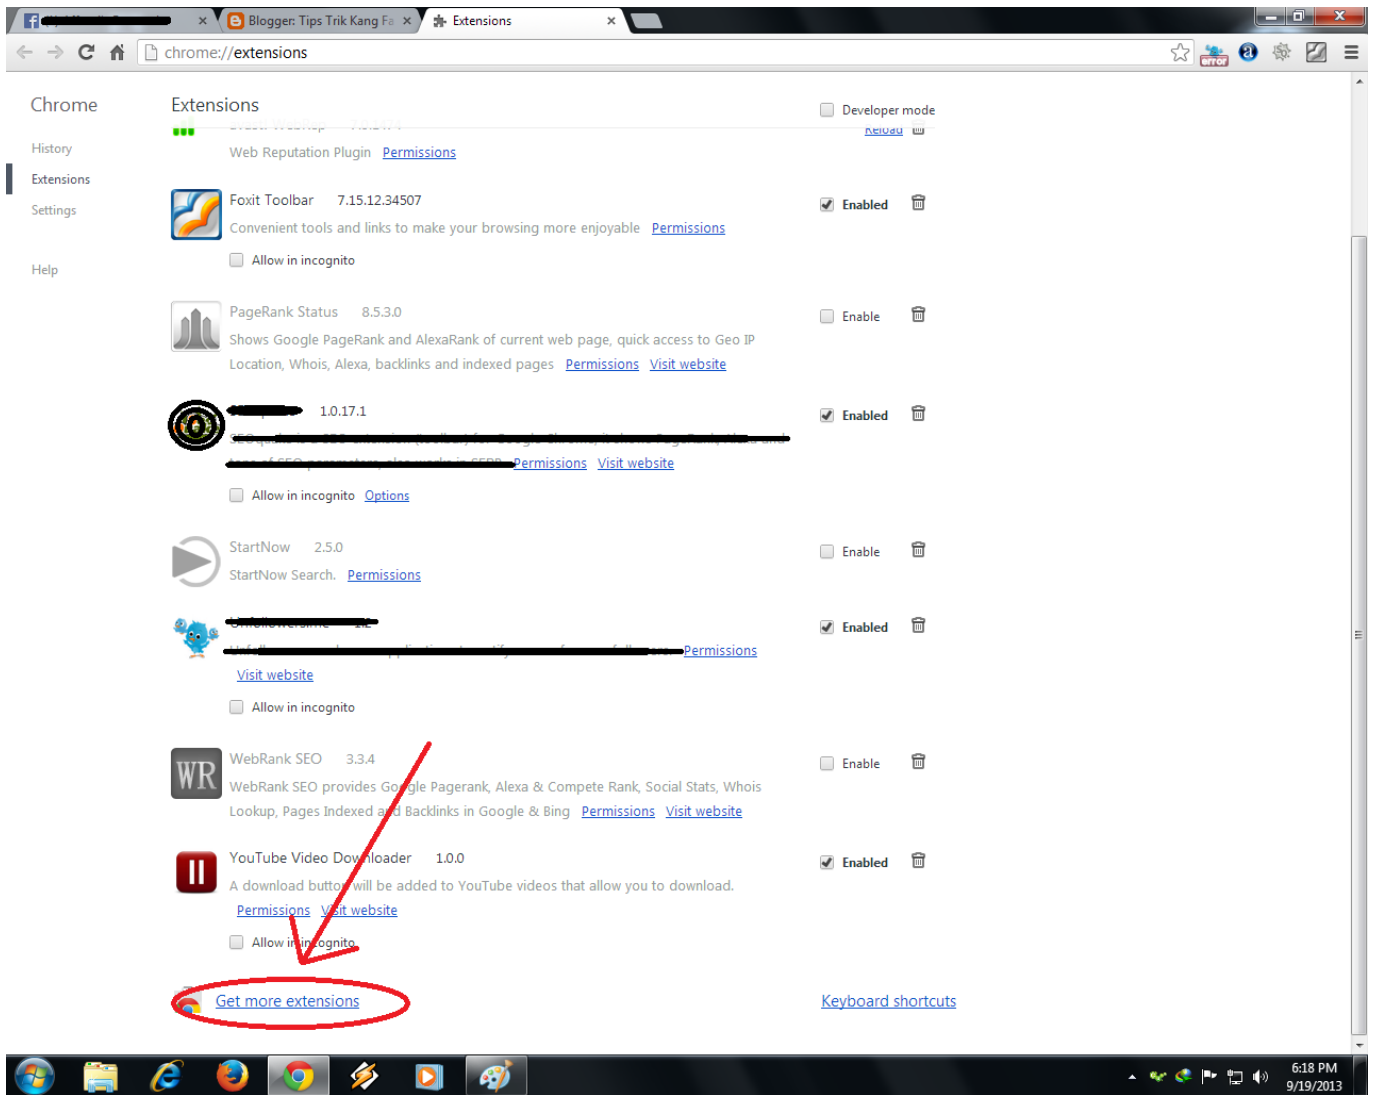 Blogger: Tips Trik Kang Fa
Extensions
chrome://extensions
error
a
Chrome
Extensions
Developer mode
Reload
History
Web Reputation Plugin Permissions
Extensions
Foxit Toolbar 7.15.12.34507
Enabled
Settings
Convenient tools and links to make your browsing more enjoyable Permissions
Allow in incognito
Help
PageRank Status 8.5.3.0
Enable
Shows Google PageRank and AlexaRank of current web page, quick access to Geo IP
Location, Whois, Alexa, backlinks and indexed pages Permissions Visit website
1.0.17.1
Enabled
Permissions Visit website
Allow in incognito Options
StartNow 2.5.0
Enable
StartNow Search. Permissions
Enabled
Permissions
Visit website
Allow in incognito
WR
WebRank SEO 3.3.4
Enable
WebRank SEO provides Google Pagerank, Alexa & Compete Rank, Social Stats, Whois
Lookup, Pages Indexed and Backlinks in Google & Bing Permissions Visit website
YouTube Video Downloader 1.0.0
Enabled
A download button will be added to YouTube videos that allow you to download.
Permissions Visit website
Allow in incognito
Get more extensions
Keyboard shortcuts
6:18 PM
9/19/2013